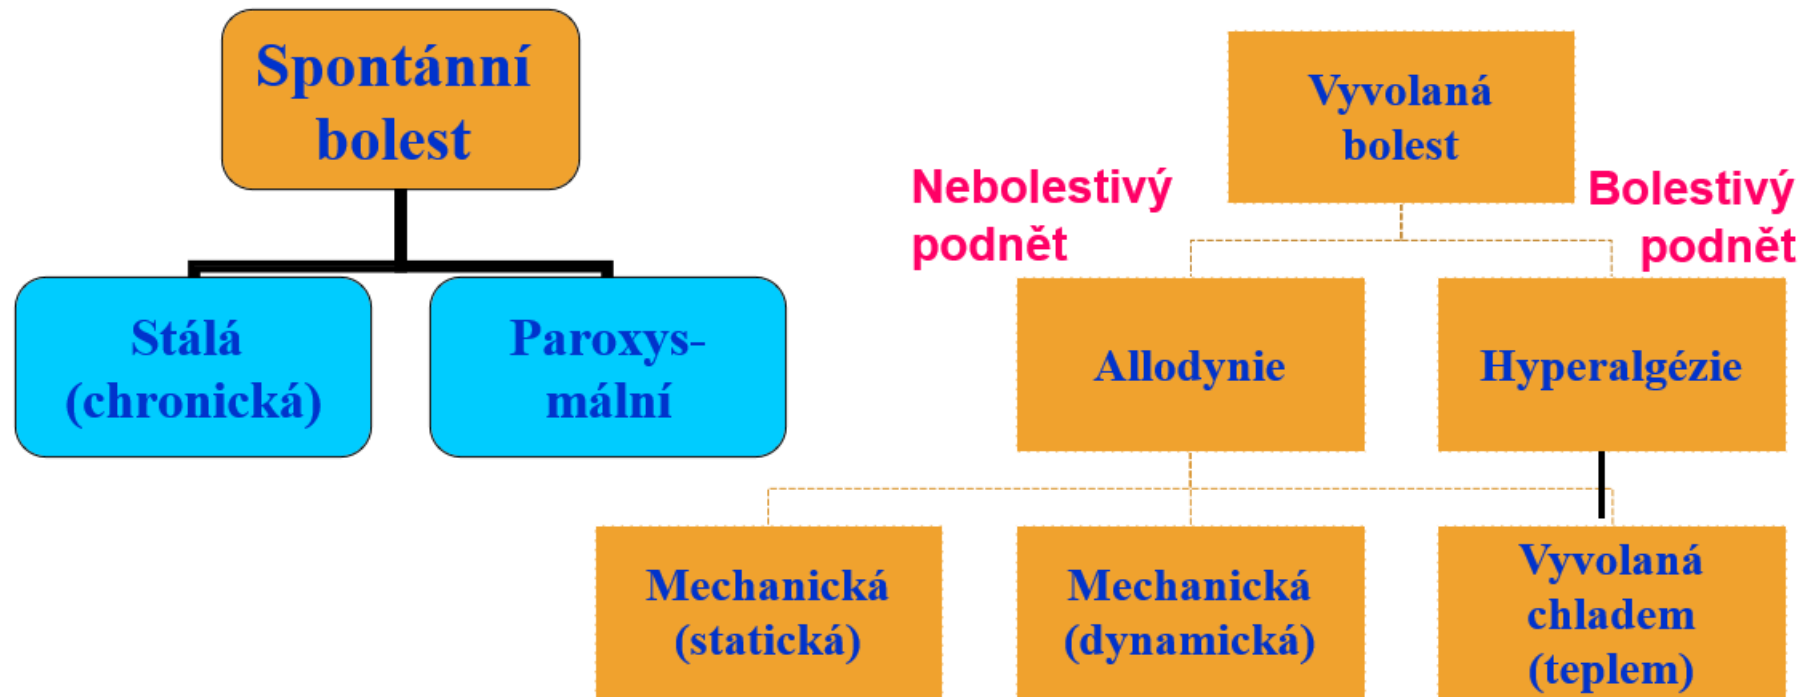 Spontánní
bolest
Stálá
(chronická)
Paroxys-
mální
Vyvolaná
bolest
Nebolestivý
podnět
Bolestivý
podnět
Allodynie
Hyperalgézie
Mechanická
(statická)
Mechanická
(dynamická)
Vyvolaná
chladem
(teplem)